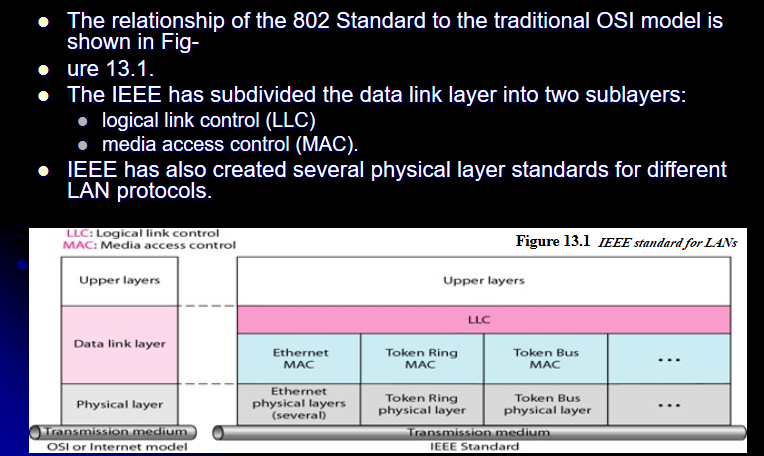 The relationship of the 802 Standard to the traditional OSI model is
shown in Fig-
ure 13.1.
The IEEE has subdivided the data link layer into two sublayers:
logical link control (LLC)
media access control (MAC).
IEEE has also created several physical layer standards for different
LAN protocols.
LLC: Logical link control
MAC: Media access control
Figure 13.1 IEEE standard for LANs
Upper layers
Upper layers
LLC
Data link layer
Ethernet
MAC
Token Ring
MAC
Token Bus
MAC
...
Physical layer
Ethernet
physical layers
(several)
Token Ring
physical layer
Token Bus
physical layer
...
Transmission medium
Transmission medium
OSI or Internet model
IEEE Standard